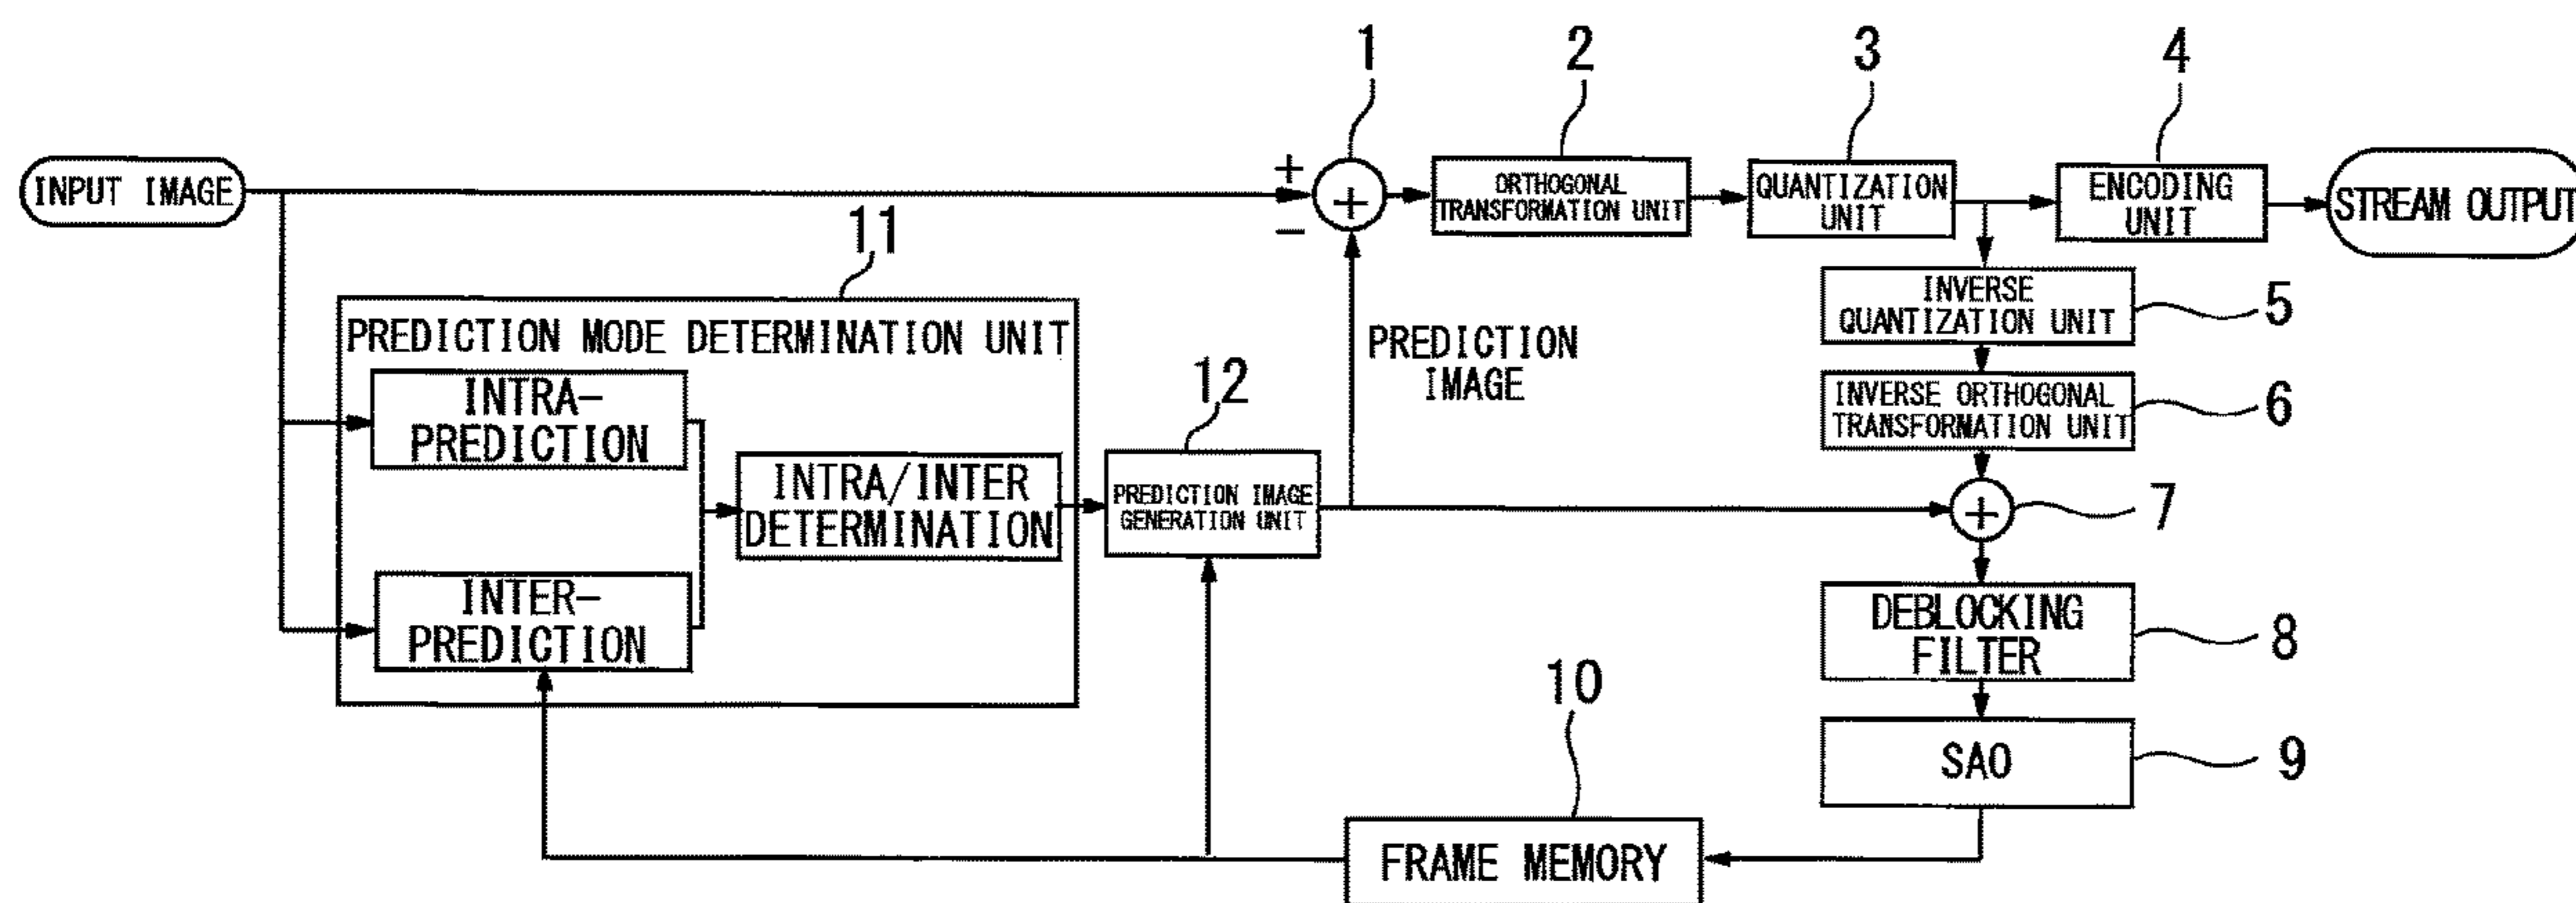 1
2
3
4
INPUT IMAGE
+
−
+
ORTHOGONAL
TRANSFORMATION UNIT
QUANTIZATION
UNIT
ENCODING
UNIT
STREAM OUTPUT
11
PREDICTION MODE DETERMINATION UNIT
INTRA-
PREDICTION
INTER-
PREDICTION
INTRA/INTER
DETERMINATION
12
PREDICTION IMAGE
GENERATION UNIT
PREDICTION
IMAGE
INVERSE
QUANTIZATION UNIT
5
INVERSE ORTHOGONAL
TRANSFORMATION UNIT
6
+
7
DEBLOCKING
FILTER
8
SAO
9
10
FRAME MEMORY